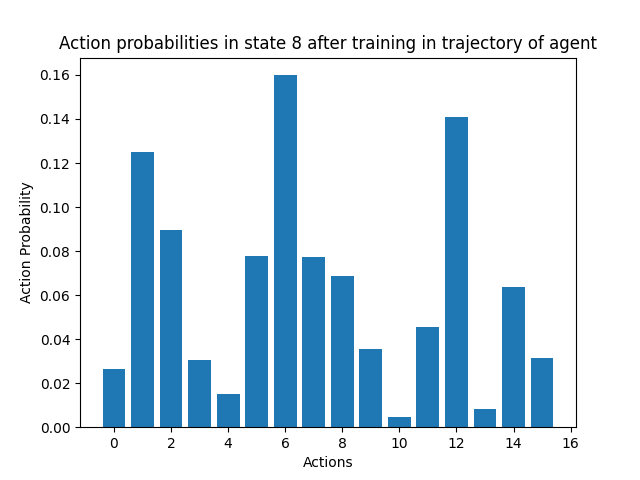 Action probabilities in state 8 after training in trajectory of agent
0.16
0.14
0.12
0.10
0.08
0.06
0.04
0.02
0.00
Action Probability
0 2 4 6 8 10 12 14 16
Actions